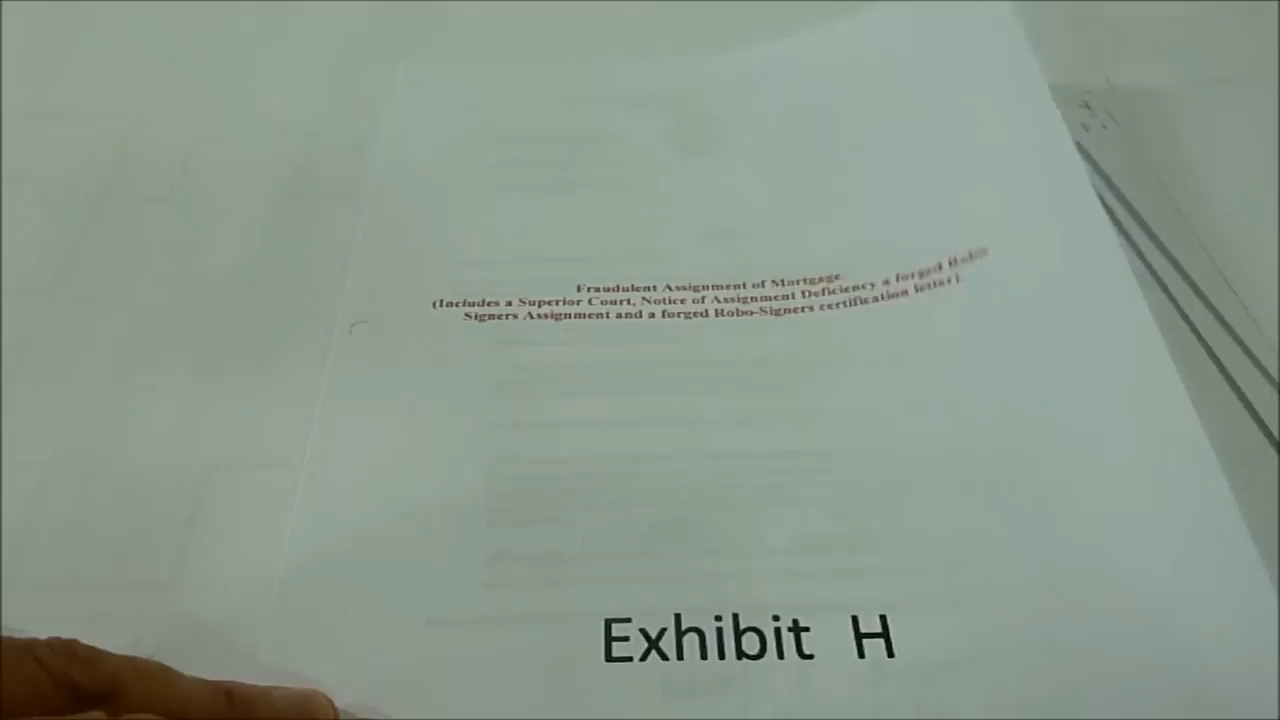 Fraudulent Assignment of Mortgage
(Includes a Superior Court, Notice of Assignment Deficiency a forged Robo
Signers Assignment and a forged Robo-Signers certification letter)
Exhibit H